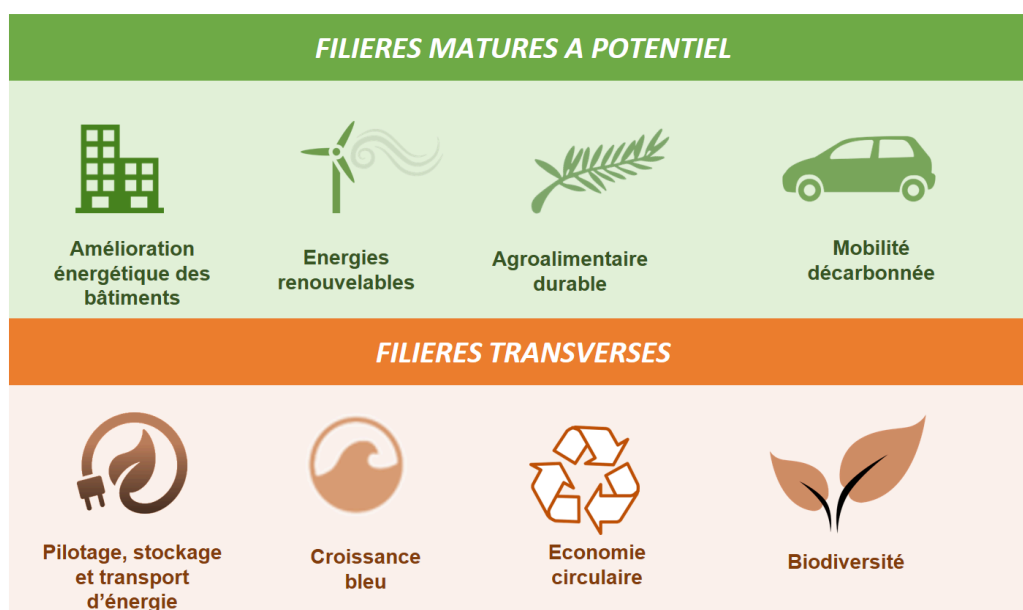 FILIERES MATURES A POTENTIEL
Amélioration
énergétique des
bâtiments
Energies
renouvelables
Agroalimentaire
durable
Mobilité
décarbonnée
FILIERES TRANSVERSES
Pilotage, stockage
et transport
d'énergie
Croissance
bleu
Economie
circulaire
Biodiversité